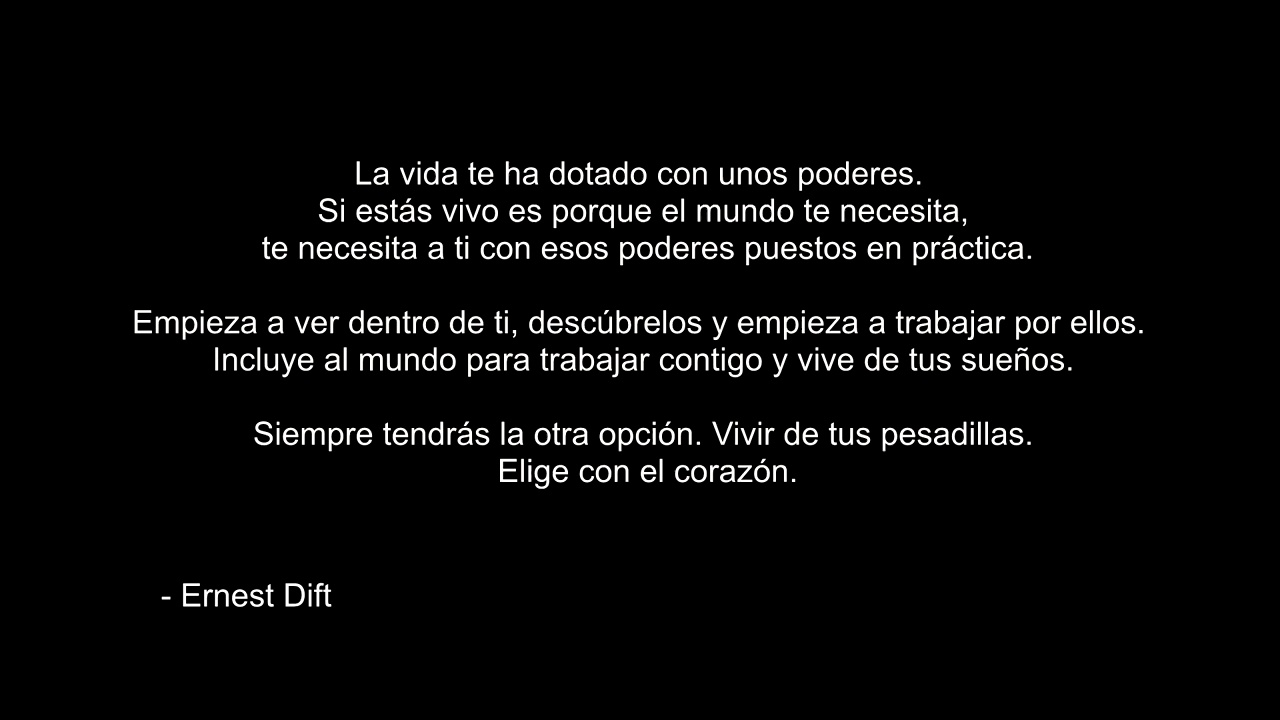 La vida te ha dotado con unos poderes.
Si estás vivo es porque el mundo te necesita,
te necesita a ti con esos poderes puestos en práctica.
Empieza a ver dentro de ti, descúbrelos y empieza a trabajar por ellos.
Incluye al mundo para trabajar contigo y vive de tus sueños.
Siempre tendrás la otra opción. Vivir de tus pesadillas.
Elige con el corazón.
- Ernest Dift